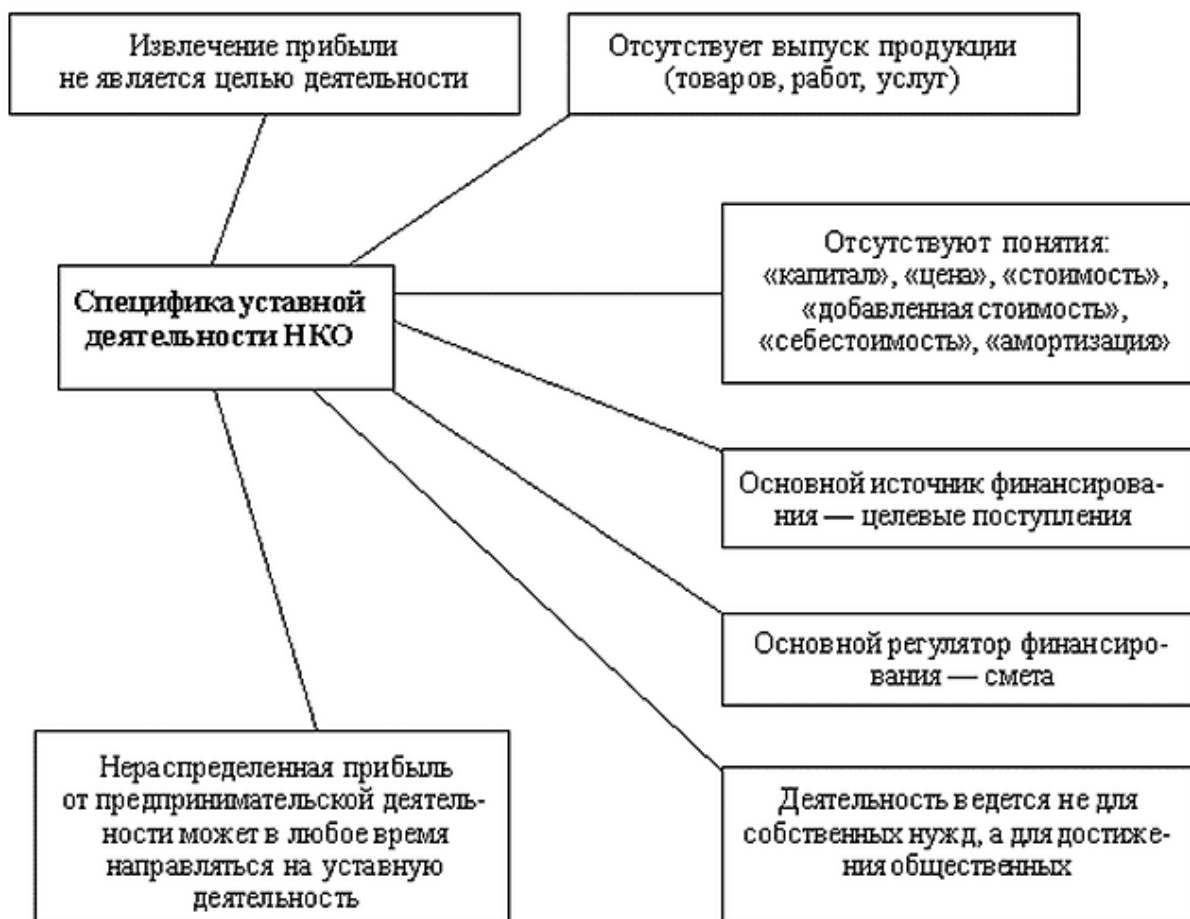 Извлечение прибыли
не является целью деятельности
Отсутствует выпуск продукции
(товаров, работ, услуг)
Отсутствуют понятия:
«капитал», «цена», «стоимость»,
«добавленная стоимость»,
«себестоимость», «амортизация»
Специфика уставной
деятельности НКО
Основной источник финансирова-
ния — целевые поступления
Основной регулятор финансиро-
вания — смета
Нераспределенная прибыль
от предпринимательской деятель-
ности может в любое время
направляться на уставную
деятельность
Деятельность ведется не для
собственных нужд, а для достиже-
ния общественных